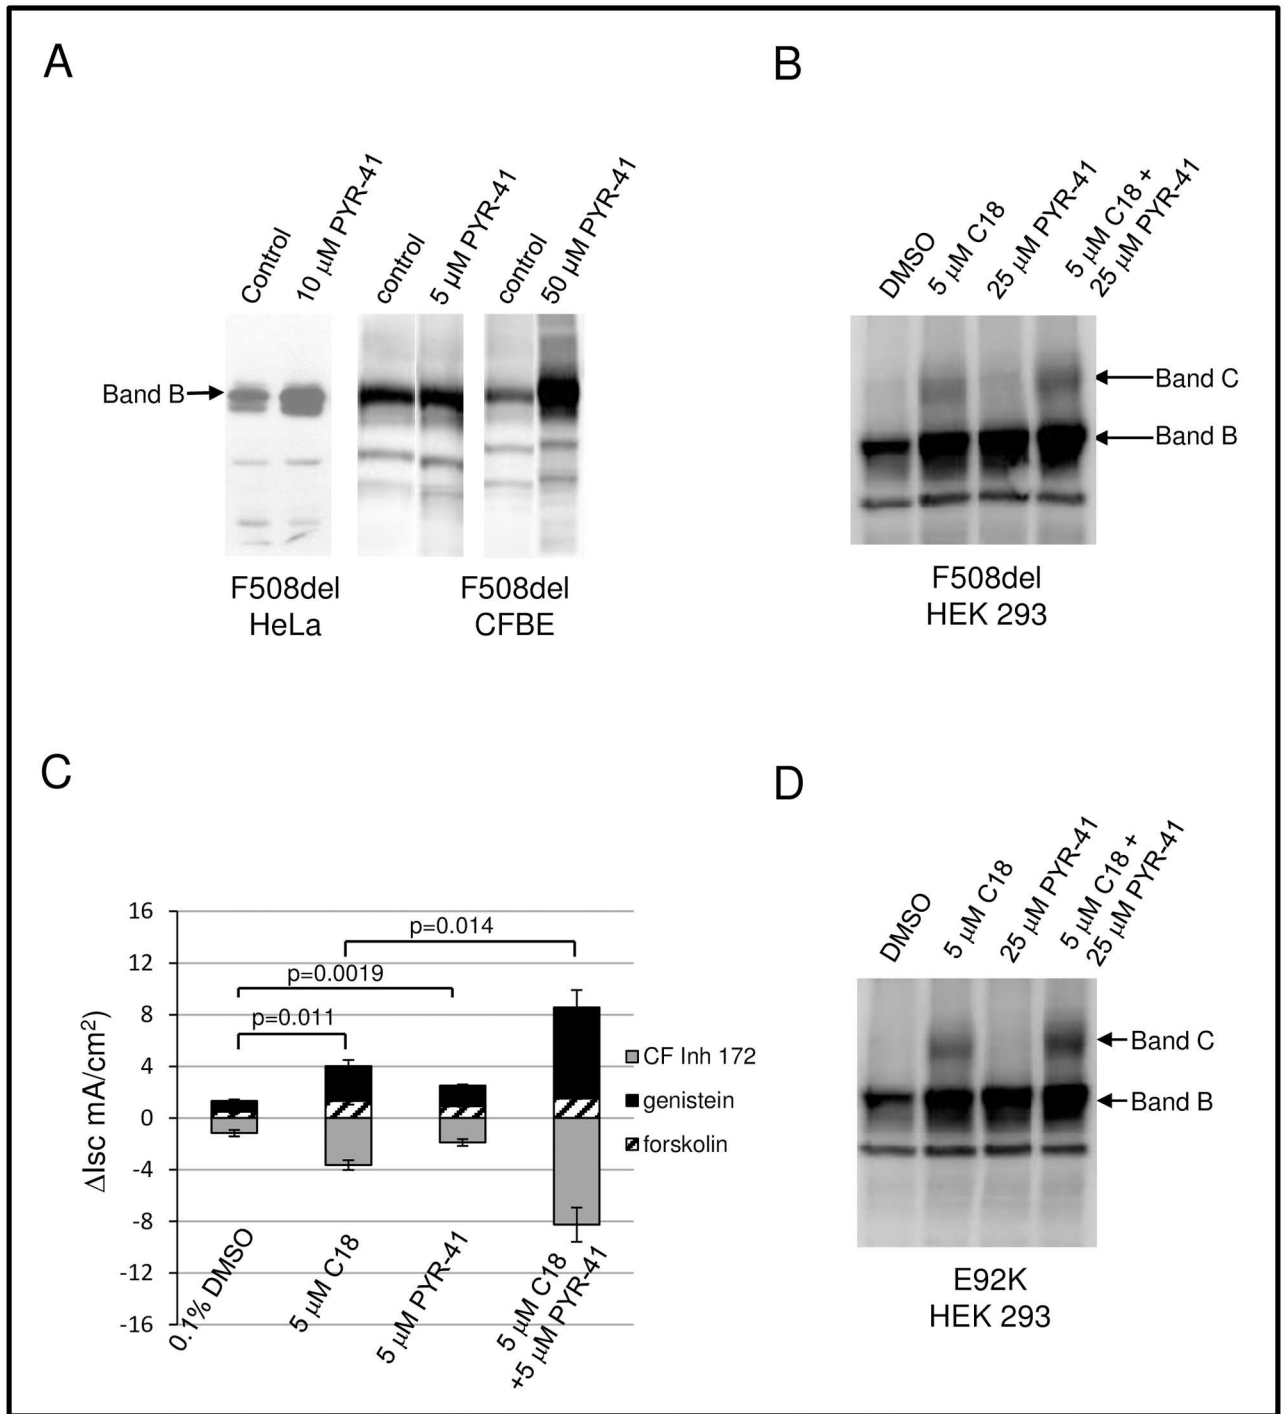 A
Control
10 µM PYR-41
control
5 µM PYR-41
control
50 µM PYR-41
Band B
F508del
HeLa
F508del
CFBE
B
DMSO
5 µM C18
25 µM PYR-41
5 µM C18 +
25 µM PYR-41
Band C
Band B
F508del
HEK 293
C
16
12
8
4
0
-4
-8
-12
-16
ΔIsc mA/cm²)
p=0.014
p=0.0019
p=0.011
CF Inh 172
genistein
forskolin
0.1% DMSO
5 µM C18
5 µM PYR-41
5 µM C18
+5 µM PYR-41
D
DMSO
5 µM C18
25 µM PYR-41
5 µM C18 +
25 µM PYR-41
Band C
Band B
E92K
HEK 293